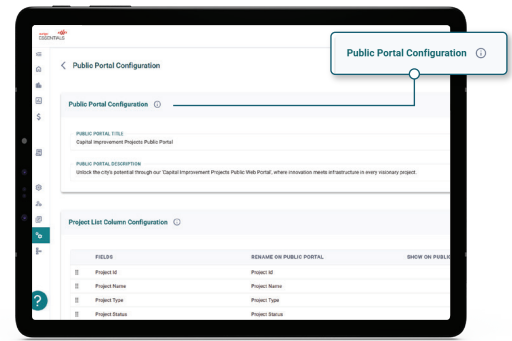 ESSENTIALS
Public Portal Configuration
Public Portal Configuration
Public Portal Configuration
PUBLIC PORTAL TITLE
Capital Improvement Projects Public Portal
PUBLIC PORTAL DESCRIPTION
Unlock the city's potential through our 'Capital Improvement Projects Public Web Portal', where innovation meets infrastructure in every visionary project.
Project List Column Configuration
FIELDS RENAME ON PUBLIC PORTAL SHOW ON PUBLIC
Project Id Project Id
Project Name Project Name
Project Type Project Type
Project Status Project Status
?